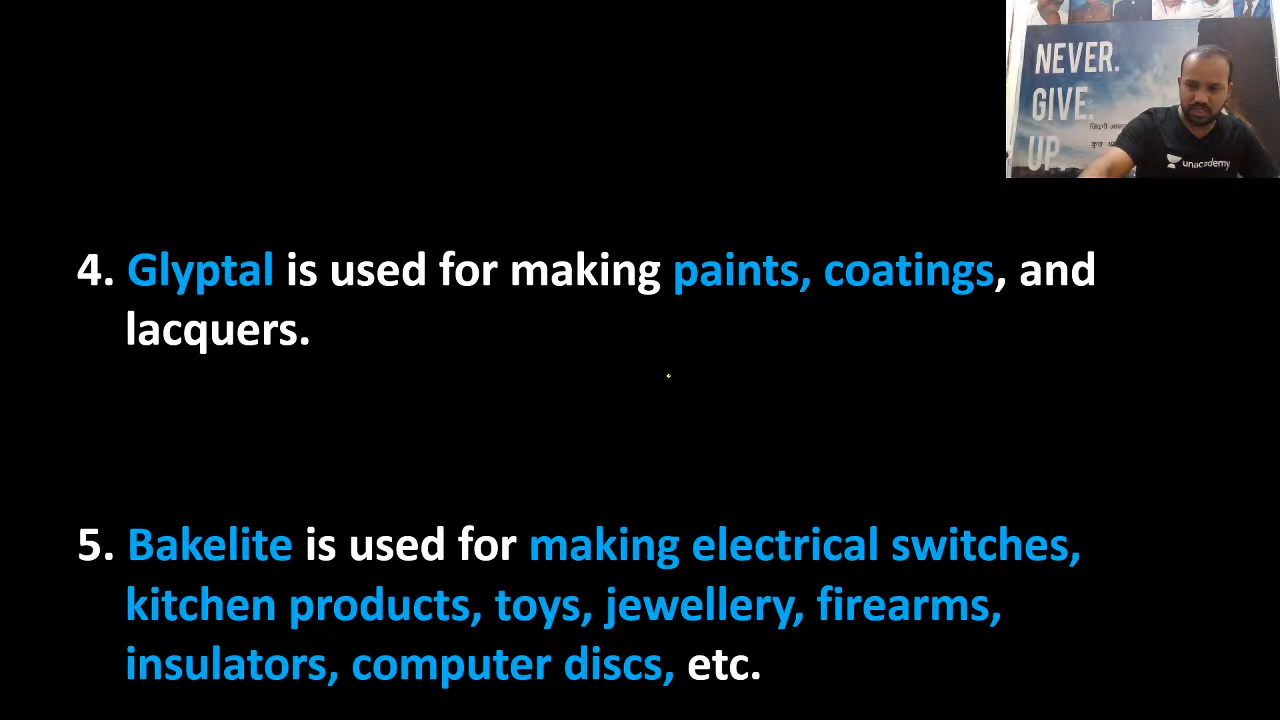 NEVER.
GIVE.
UP.
जिंदगी
unacademy
4. Glyptal is used for making paints, coatings, and
lacquers.
5. Bakelite is used for making electrical switches,
kitchen products, toys, jewellery, firearms,
insulators, computer discs, etc.